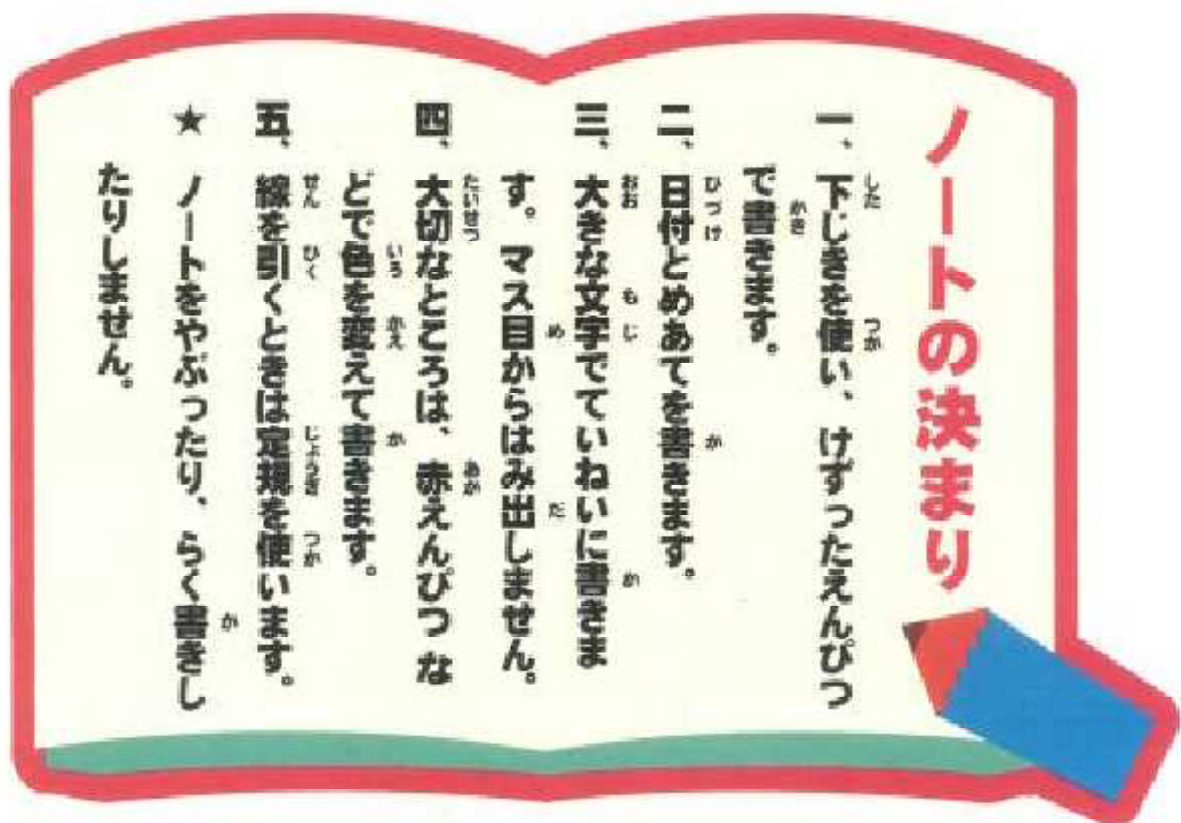 ノートの決まり
一、下じきを使い、けずったえんぴつ
で書きます。
二、日付とめあてを書きます。
三、大きな文字でていねいに書きま
す。マス目からはみ出しません。
四、大切なところは、赤えんぴつな
どで色を変えて書きます。
五、線を引くときは定規を使います。
★ ノートをやぶったり、らく書きし
たりしません。